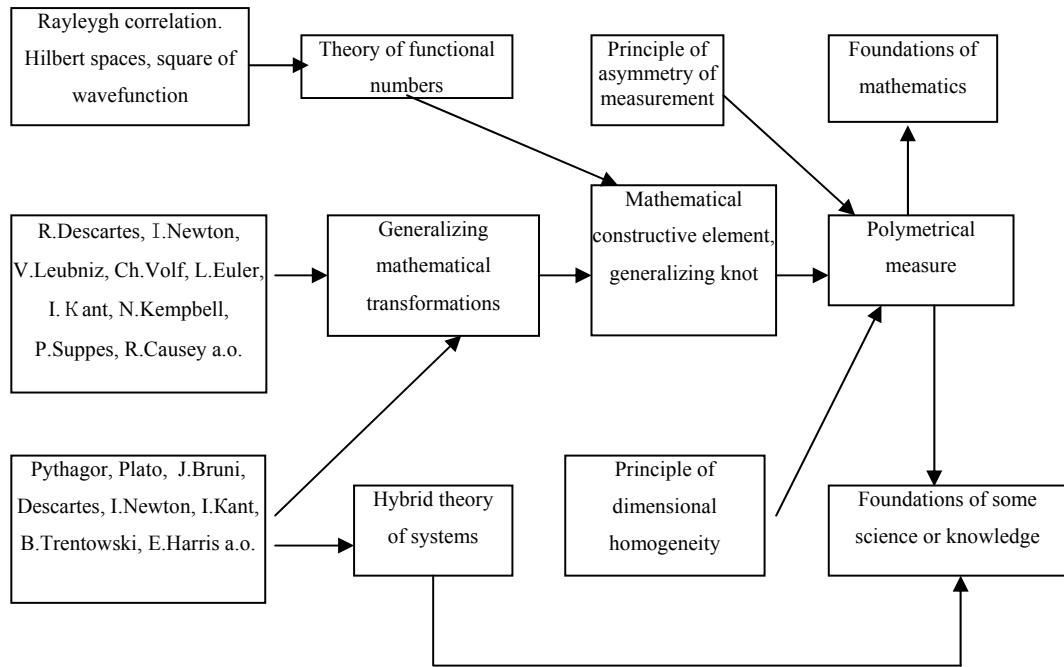 Rayleygh correlation.
Hilbert spaces, square of
wavefunction
Theory of functional
numbers
Principle of
asymmetry of
measurement
Foundations of
mathematics
R.Descartes, I.Newton,
V.Leubniz, Ch.Volf, L.Euler,
I. Kant, N.Kempbell,
P.Suppes, R.Causey a.o.
Generalizing
mathematical
transformations
Mathematical
constructive element,
generalizing knot
Polymetrical
measure
Pythagor, Plato, J.Bruni,
Descartes, I.Newton, I.Kant,
B.Trentowski, E.Harris a.o.
Hybrid theory
of systems
Principle of
dimensional
homogeneity
Foundations of some
science or knowledge